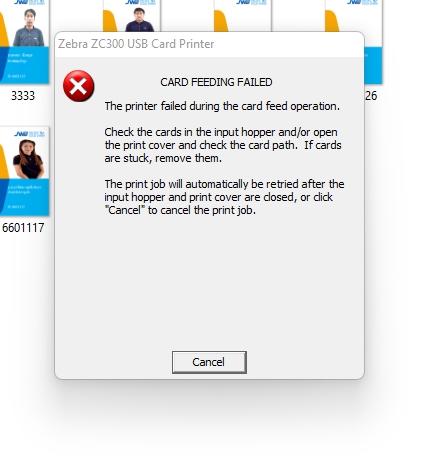 Zebra ZC300 USB Card Printer
CARD FEEDING FAILED
The printer failed during the card feed operation.
Check the cards in the input hopper and/or open
the print cover and check the card path.  If cards
are stuck, remove them.
The print job will automatically be retried after the
input hopper and print cover are closed, or click
"Cancel" to cancel the print job.
Cancel
3333
26
6601117